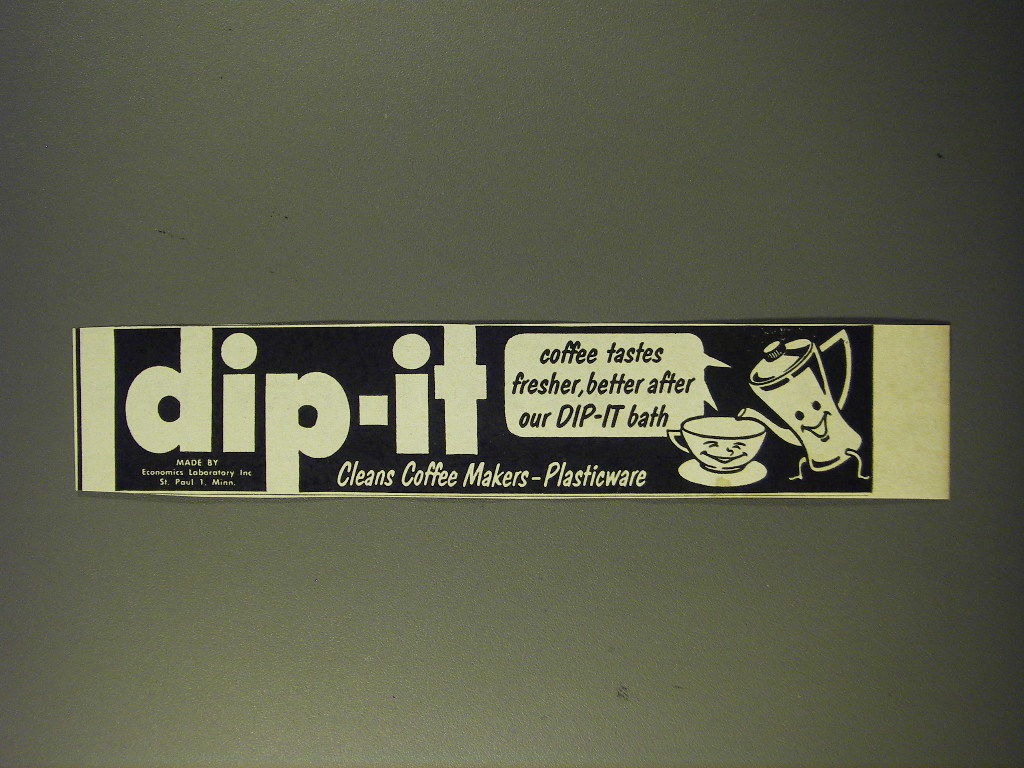 dip-it
MADE BY
Economics Laboratory Inc
St. Paul 1, Minn.
coffee tastes
fresher, better after
our DIP-IT bath
Cleans Coffee Makers - Plasticware